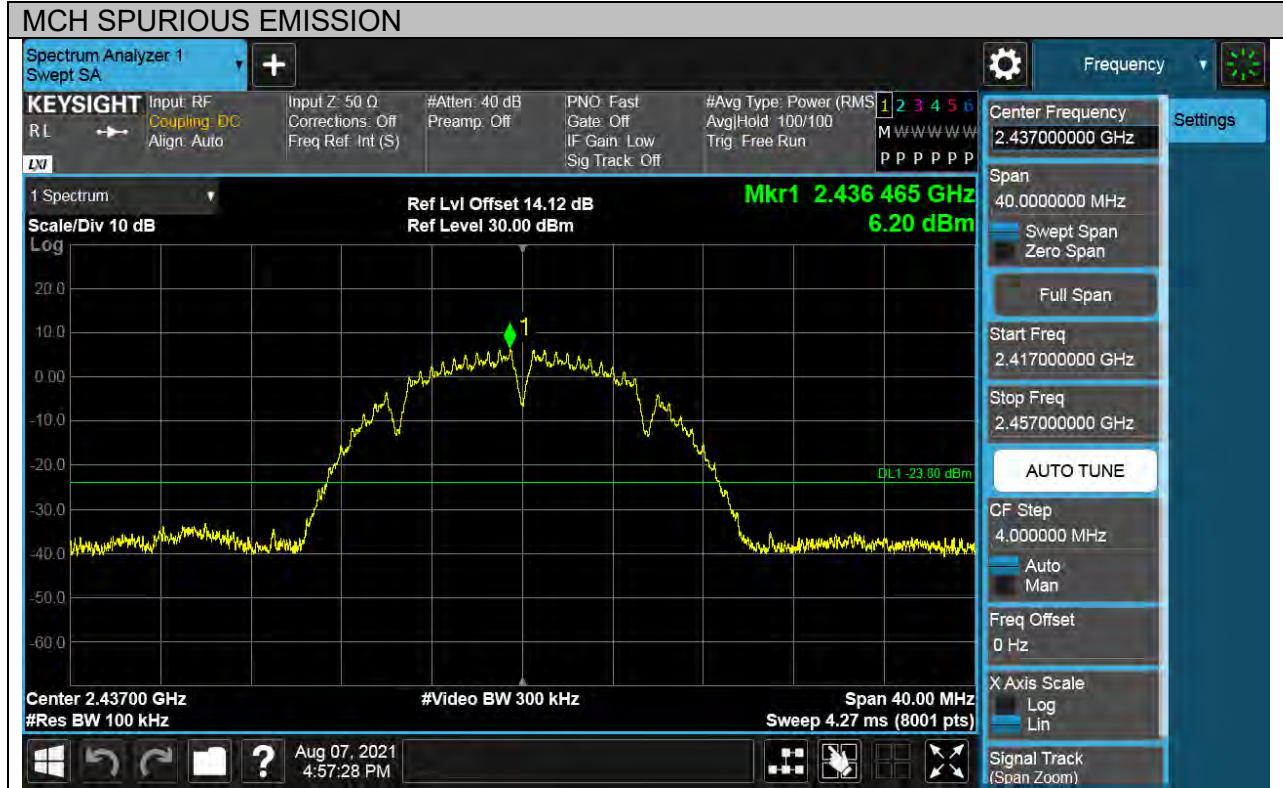 MCH SPURIOUS EMISSION
Spectrum Analyzer 1
Swept SA
Frequency
KEYSIGHT
RL
LXI
Input: RF
Coupling: DC
Align: Auto
Input Z: 50 Ω
Corrections: Off
Freq Ref: Int (S)
#Atten: 40 dB
Preamp: Off
PNO: Fast
Gate: Off
IF Gain: Low
Sig Track: Off
#Avg Type: Power (RMS
Avg|Hold: 100/100
Trig: Free Run
1 2 3 4 5 6
M W W W W W
P P P P P P
1 Spectrum
Scale/Div 10 dB
Ref Lvl Offset 14.12 dB
Ref Level 30.00 dBm
Mkr1 2.436 465 GHz
6.20 dBm
Log
20.0
10.0
0.00
-10.0
-20.0
-30.0
-40.0
-50.0
-60.0
1
DL1 -23.80 dBm
Center 2.43700 GHz
#Res BW 100 kHz
#Video BW 300 kHz
Span 40.00 MHz
Sweep 4.27 ms (8001 pts)
Center Frequency
2.437000000 GHz
Settings
Span
40.0000000 MHz
Swept Span
Zero Span
Full Span
Start Freq
2.417000000 GHz
Stop Freq
2.457000000 GHz
AUTO TUNE
CF Step
4.000000 MHz
Auto
Man
Freq Offset
0 Hz
X Axis Scale
Log
Lin
Signal Track
(Span Zoom)
?
Aug 07, 2021
4:57:28 PM